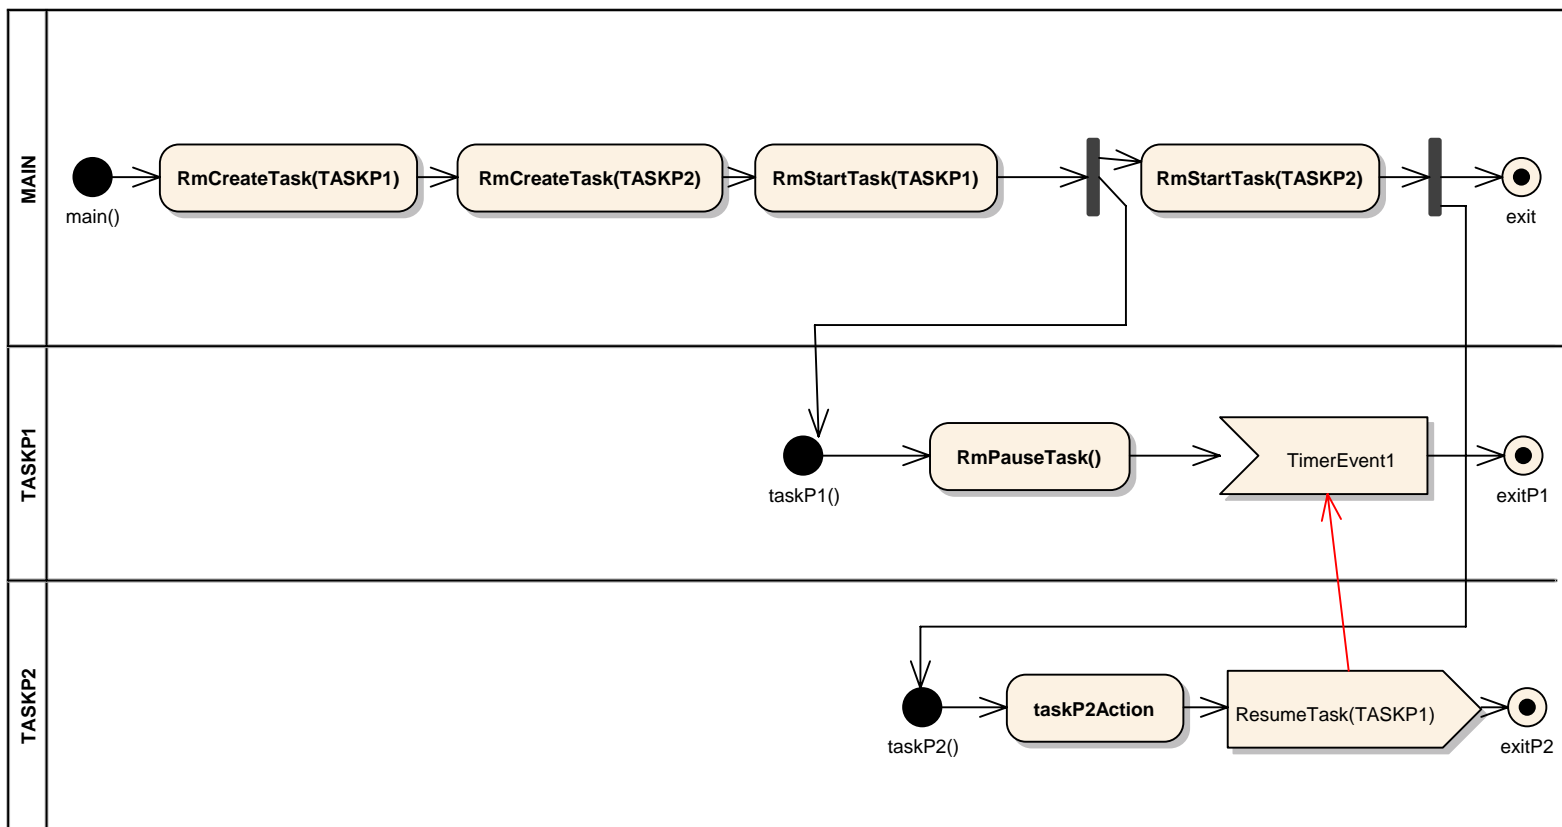 MAIN
RmCreateTask(TASKP1)
RmCreateTask(TASKP2)
RmStartTask(TASKP1)
RmStartTask(TASKP2)
main()
exit
TASKP1
RmPauseTask()
TimerEvent1
taskP1()
exitP1
TASKP2
taskP2Action
ResumeTask(TASKP1)
taskP2()
exitP2